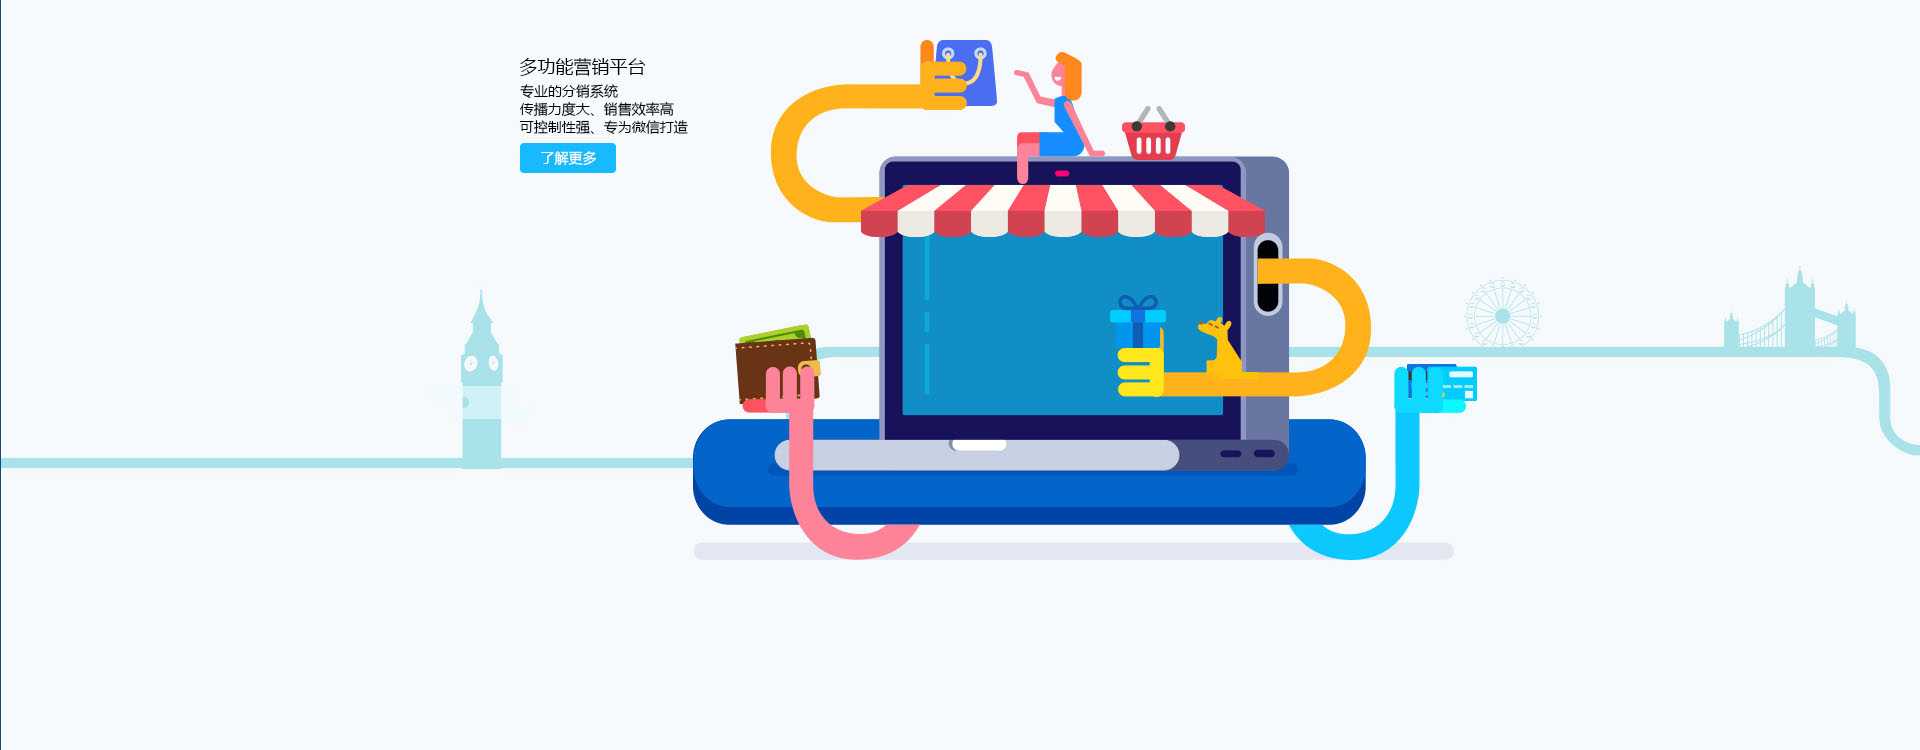 多功能营销平台
专业的分销系统
传播力度大、销售效率高
可控制性强、专为微信打造
了解更多